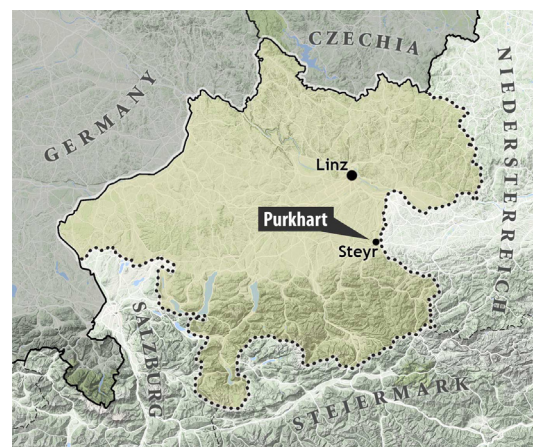 CZECHIA
GERMANY
NIEDERSTERREICH
Linz
Purkhart
Steyr
SALZBURG
STEIERMARK